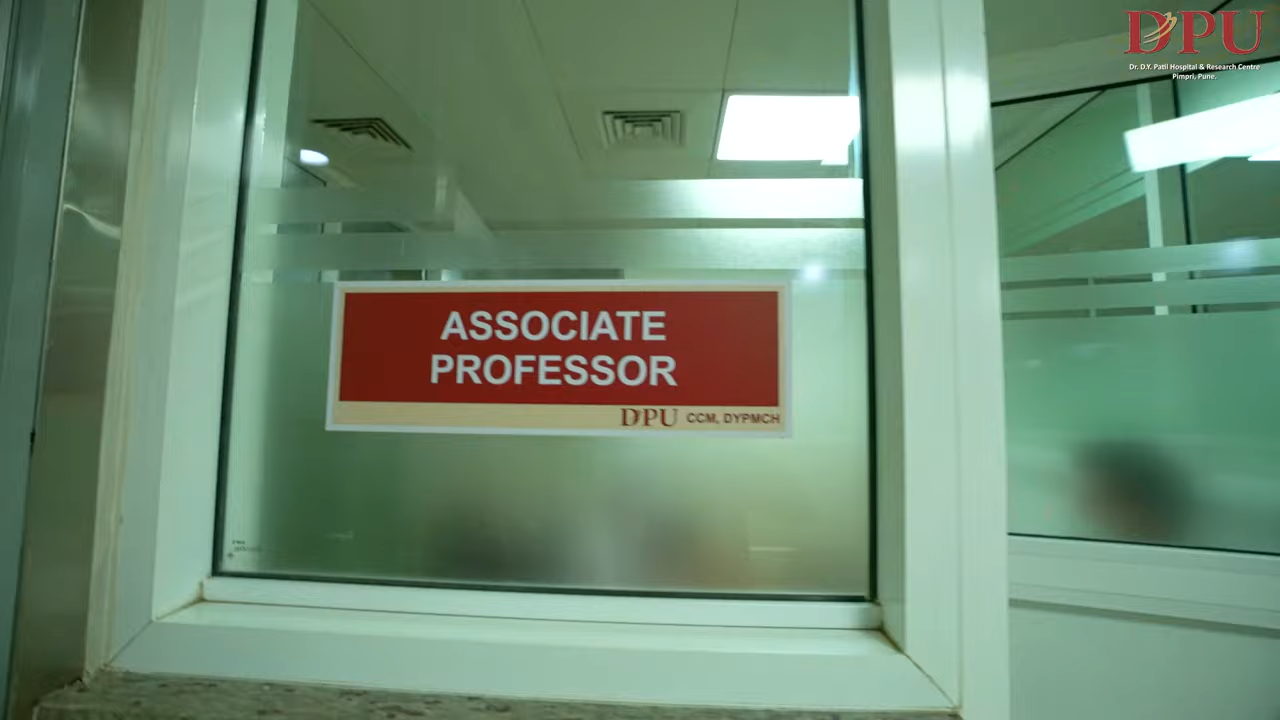 DPU
Dr. D.Y. Patil Hospital & Research Centre
Pimpri, Pune.
ASSOCIATE
PROFESSOR
DPU CCM, DYPMCH